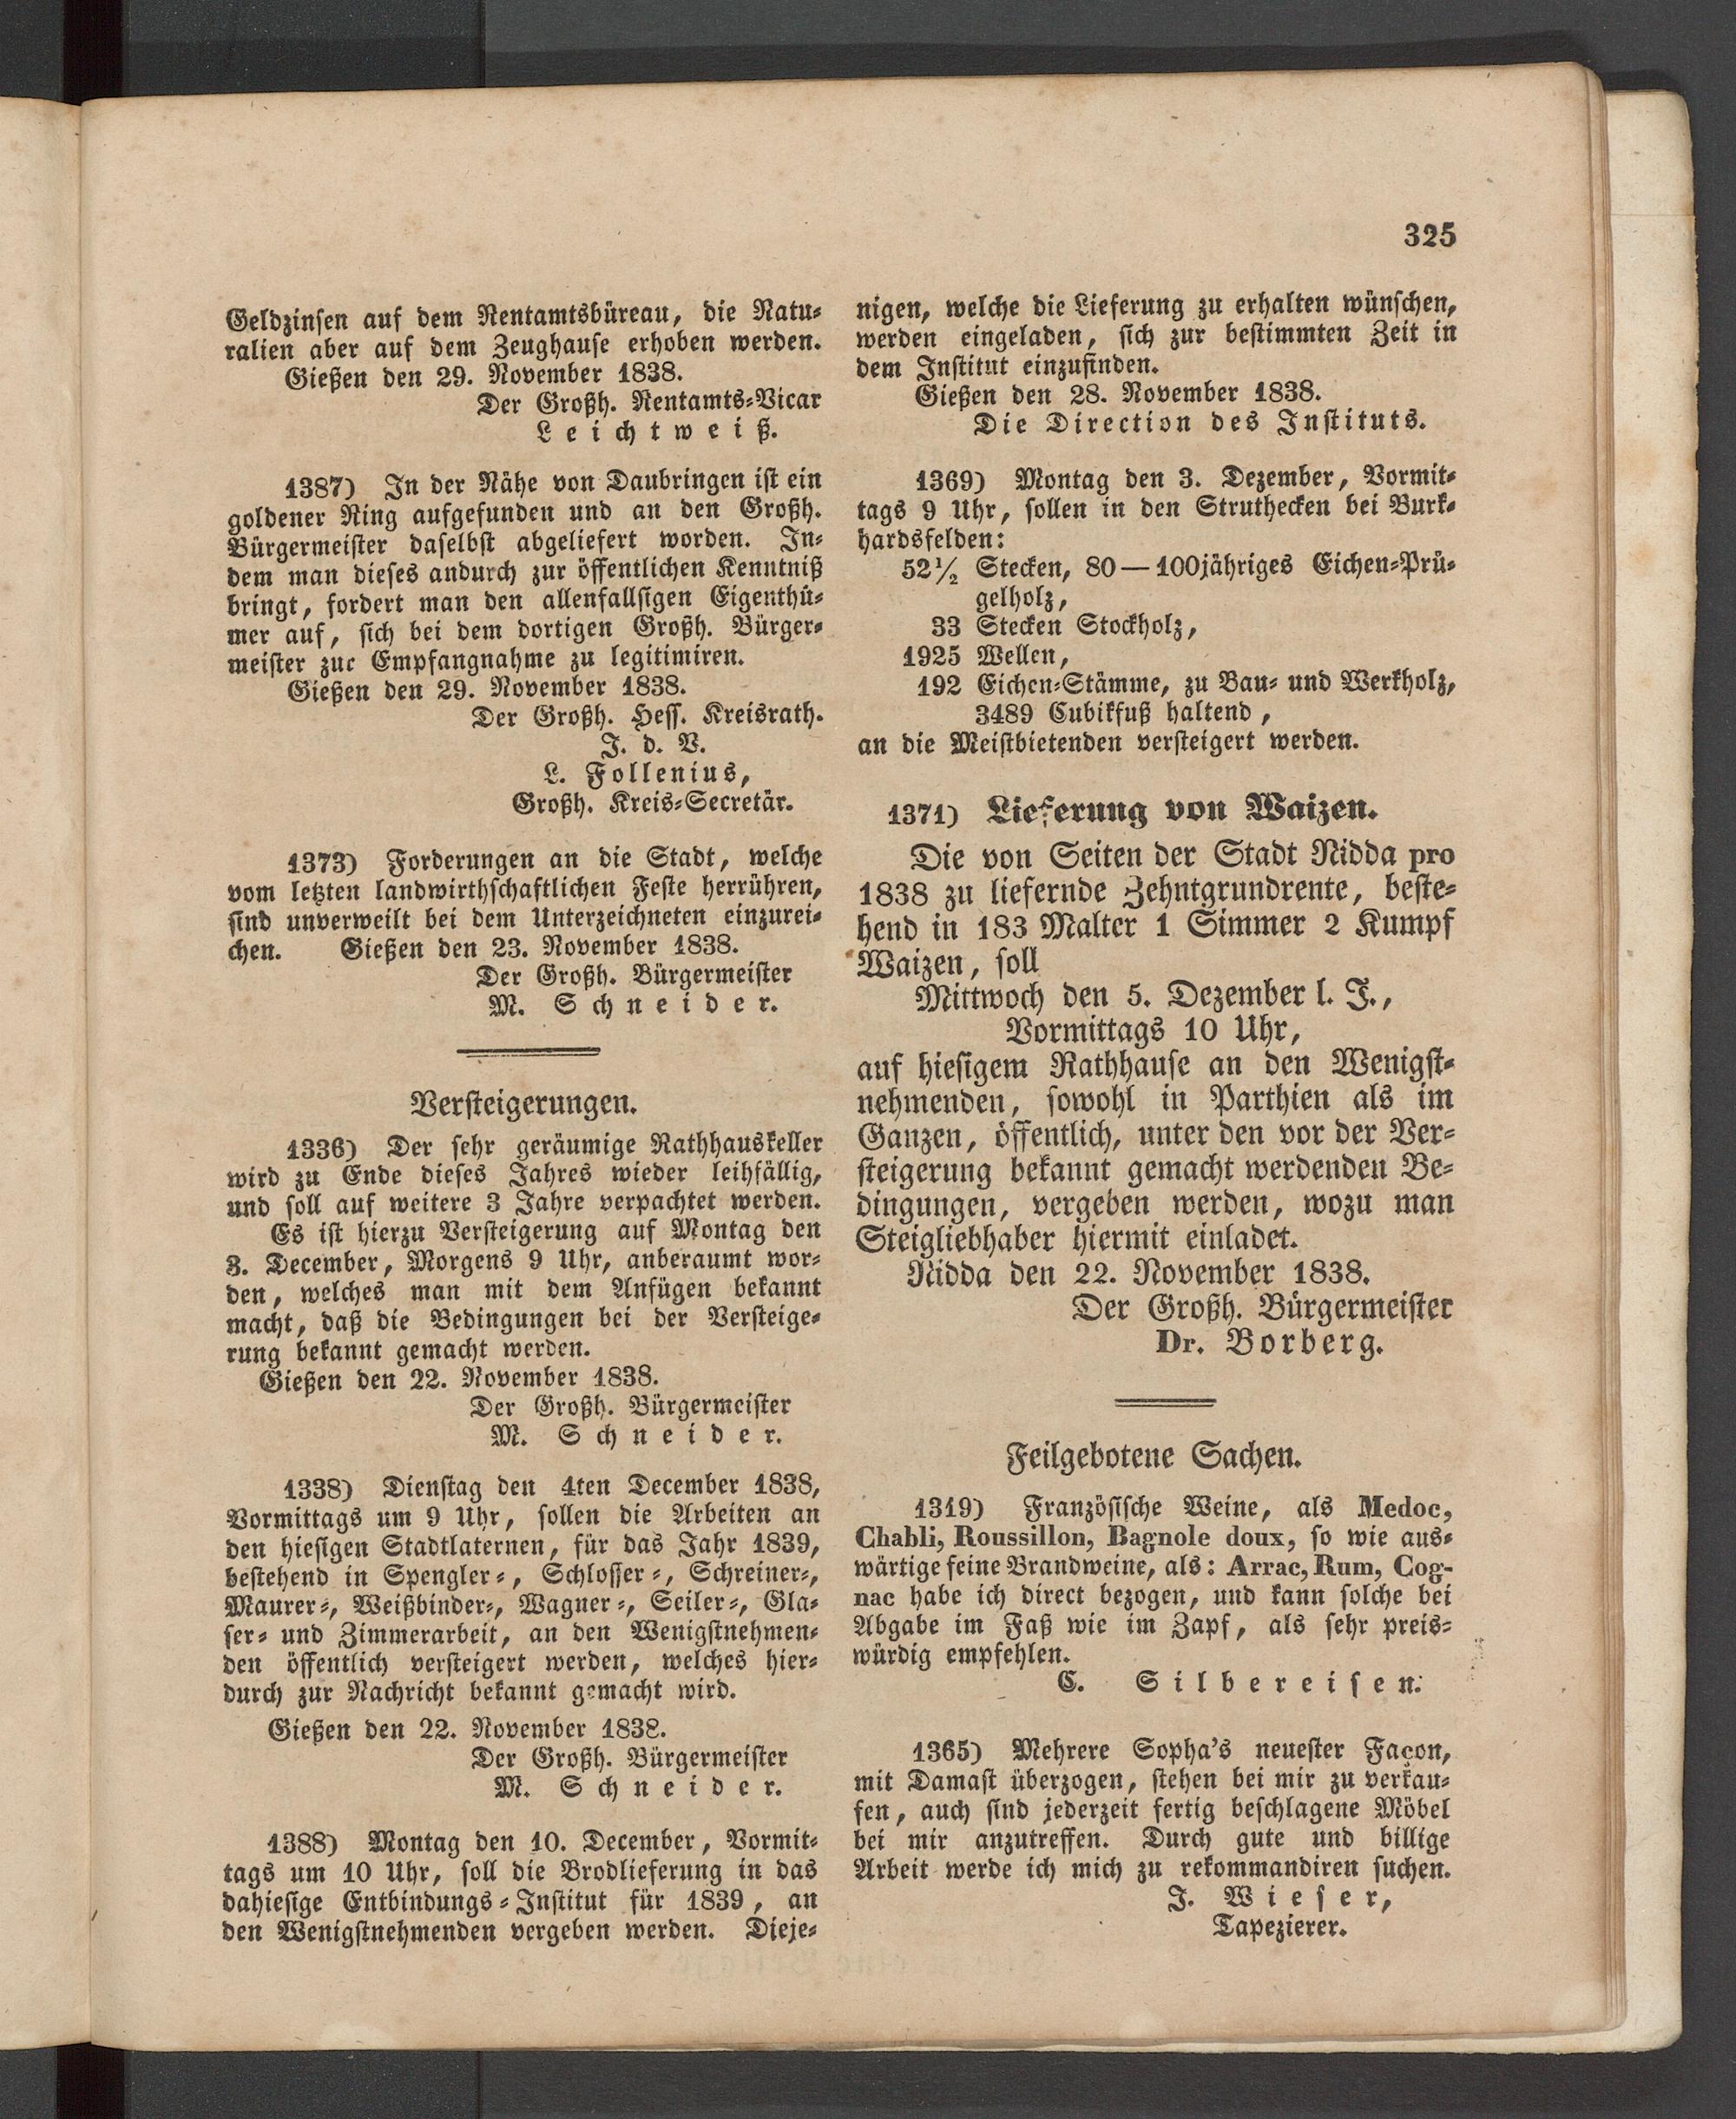 325
Geldzinsen auf dem Rentamtsbüreau, die Natu-
ralien aber auf dem Zeughause erhoben werden.
Gießen den 29. November 1838.
Der Großh. Rentamts-Vicar
Leichtweiß.
1387) In der Nähe von Daubringen ist ein
goldener Ring aufgefunden und an den Großh.
Bürgermeister daselbst abgeliefert worden. In-
dem man dieses andurch zur öffentlichen Kenntniß
bringt, fordert man den allenfallsigen Eigenthü-
mer auf, sich bei dem dortigen Großh. Bürger-
meister zur Empfangnahme zu legitimiren.
Gießen den 29. November 1838.
Der Großh. Hess. Kreisrath.
J. d. V.
L. Follenius,
Großh. Kreis-Secretär.
1373) Forderungen an die Stadt, welche
vom letzten landwirthschaftlichen Feste herrühren,
sind unverweilt bei dem Unterzeichneten einzurei-
chen. Gießen den 23. November 1838.
Der Großh. Bürgermeister
M. Schneider.
Versteigerungen.
1336) Der sehr geräumige Rathhauskeller
wird zu Ende dieses Jahres wieder leihfällig,
und soll auf weitere 3 Jahre verpachtet werden.
Es ist hierzu Versteigerung auf Montag den
3. December, Morgens 9 Uhr, anberaumt wor-
den, welches man mit dem Anfügen bekannt
macht, daß die Bedingungen bei der Versteige-
rung bekannt gemacht werden.
Gießen den 22. November 1838.
Der Großh. Bürgermeister
M. Schneider.
1338) Dienstag den 4ten December 1838,
Vormittags um 9 Uhr, sollen die Arbeiten an
den hiesigen Stadtlaternen, für das Jahr 1839,
bestehend in Spengler-, Schlosser-, Schreiner-,
Maurer-, Weißbinder-, Wagner-, Seiler-, Gla-
ser- und Zimmerarbeit, an den Wenigstnehmen-
den öffentlich versteigert werden, welches hier-
durch zur Nachricht bekannt gemacht wird.
Gießen den 22. November 1838.
Der Großh. Bürgermeister
M. Schneider.
1388) Montag den 10. December, Vormit-
tags um 10 Uhr, soll die Brodlieferung in das
dahiesige Entbindungs-Institut für 1839, an
den Wenigstnehmenden vergeben werden. Dieje-
nigen, welche die Lieferung zu erhalten wünschen,
werden eingeladen, sich zur bestimmten Zeit in
dem Institut einzufinden.
Gießen den 28. November 1838.
Die Direction des Instituts.
1369) Montag den 3. Dezember, Vormit-
tags 9 Uhr, sollen in den Struthecken bei Burk-
hardsfelden:
52½ Stecken, 80—100jähriges Eichen-Prü-
gelholz,
33 Stecken Stockholz,
1925 Wellen,
192 Eichen-Stämme, zu Bau- und Werkholz,
3489 Cubikfuß haltend,
an die Meistbietenden versteigert werden.
1371) Lieferung von Waizen.
Die von Seiten der Stadt Nidda pro
1838 zu liefernde Zehntgrundrente, beste-
hend in 183 Malter 1 Simmer 2 Kumpf
Waizen, soll
Mittwoch den 5. Dezember l. J.,
Vormittags 10 Uhr,
auf hiesigem Rathhause an den Wenigst-
nehmenden, sowohl in Parthien als im
Ganzen, öffentlich, unter den vor der Ver-
steigerung bekannt gemacht werdenden Be-
dingungen, vergeben werden, wozu man
Steigliebhaber hiermit einladet.
Nidda den 22. November 1838.
Der Großh. Bürgermeister
Dr. Borberg.
Feilgebotene Sachen.
1319) Französische Weine, als Medoc,
Chabli, Roussillon, Bagnole doux, so wie aus-
wärtige feine Brandweine, als: Arrac, Rum, Cog-
nac habe ich direct bezogen, und kann solche bei
Abgabe im Faß wie im Zapf, als sehr preis-
würdig empfehlen.
C. Silbereisen.
1365) Mehrere Sopha's neuester Façon,
mit Damast überzogen, stehen bei mir zu verkau-
fen, auch sind jederzeit fertig beschlagene Möbel
bei mir anzutreffen. Durch gute und billige
Arbeit werde ich mich zu rekommandiren suchen.
J. Wieser,
Tapezierer.